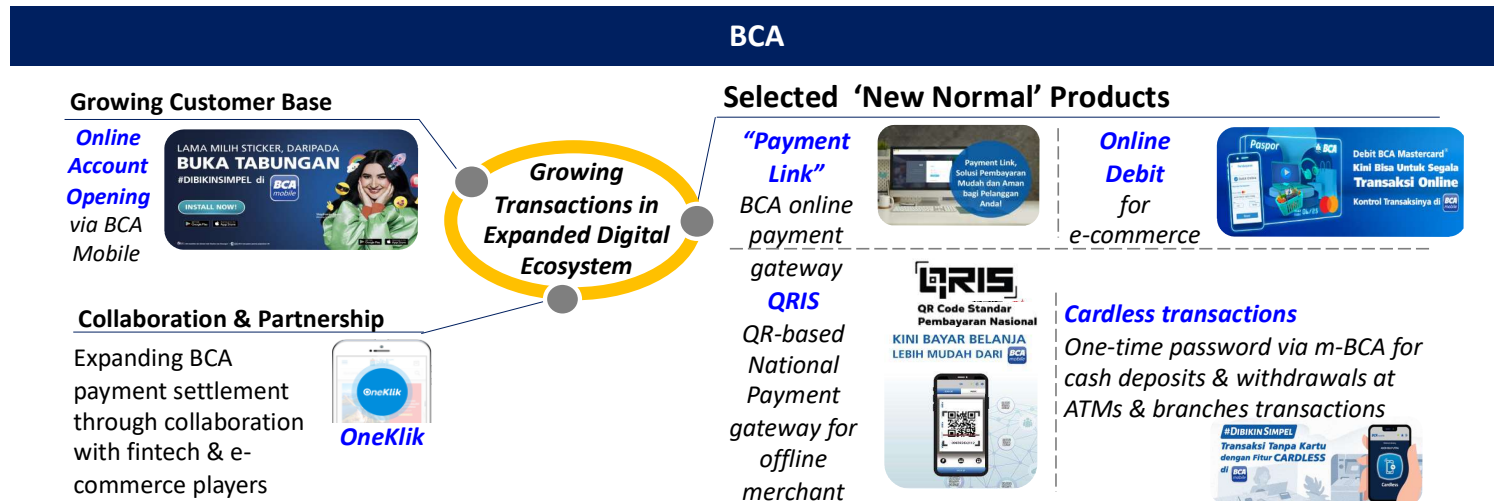 BCA
Growing Customer Base
Online
Account
Opening
via BCA
Mobile
LAMA MILIH STICKER, DARIPADA
BUKA TABUNGAN
#DIBIKINSIMPEL di BCA
mobile
INSTALL NOW!
Growing
Transactions in
Expanded Digital
Ecosystem
Collaboration & Partnership
Expanding BCA
payment settlement
through collaboration
with fintech & e-
commerce players
OneKlik
OneKlik
Selected ‘New Normal’ Products
“Payment
Link”
BCA online
payment
gateway
Payment Link,
Solusi Pembayaran
Mudah dan Aman
bagi Pelanggan
Anda!
Online
Debit
for
e-commerce
Paspor
BCA
Debit BCA Mastercard
Kini Bisa Untuk Segala
Transaksi Online
Kontrol Transaksinya di BCA
mobile
QRIS
QR-based
National
Payment
gateway for
offline
merchant
QRIS
QR Code Standar
Pembayaran Nasional
KINI BAYAR BELANJA
LEBIH MUDAH DARI BCA
mobile
Cardless transactions
One-time password via m-BCA for
cash deposits & withdrawals at
ATMs & branches transactions
#DIBIKIN SIMPEL
Transaksi Tanpa Kartu
dengan Fitur CARDLESS
di BCA
mobile
Cardless